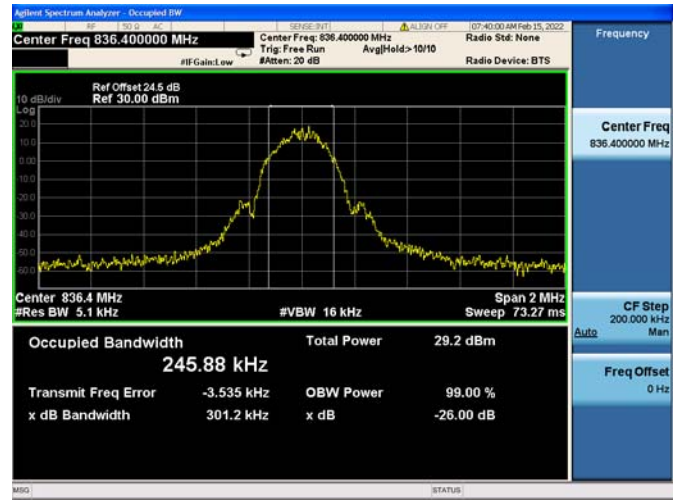 Agilent Spectrum Analyzer - Occupied BW
RF 50 Ω AC SENSE:INT ALIGN OFF 07:40:00 AM Feb 15, 2022
Center Freq 836.400000 MHz Center Freq: 836.400000 MHz Radio Std: None
Trig: Free Run Avg|Hold:> 10/10
#IFGain:Low #Atten: 20 dB Radio Device: BTS
Ref Offset 24.5 dB
10 dB/div Ref 30.00 dBm
Log
20.0
10.0
0.00
-10.0
-20.0
-30.0
-40.0
-50.0
-60.0
Center 836.4 MHz Span 2 MHz
#Res BW 5.1 kHz #VBW 16 kHz Sweep 73.27 ms
Occupied Bandwidth Total Power 29.2 dBm
245.88 kHz
Transmit Freq Error -3.535 kHz OBW Power 99.00 %
x dB Bandwidth 301.2 kHz x dB -26.00 dB
MSG STATUS
Frequency
Center Freq
836.400000 MHz
CF Step
200.000 kHz
Auto Man
Freq Offset
0 Hz